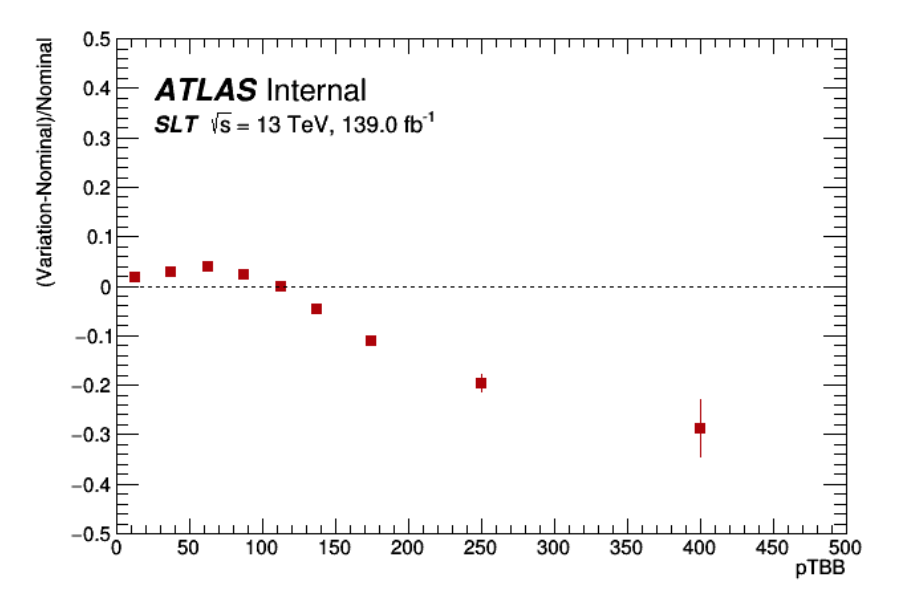 (Variation-Nominal)/Nominal
0.5
0.4
0.3
0.2
0.1
0
−0.1
−0.2
−0.3
−0.4
−0.5
ATLAS Internal
SLT √s = 13 TeV, 139.0 fb⁻¹
0 50 100 150 200 250 300 350 400 450 500
pTBB